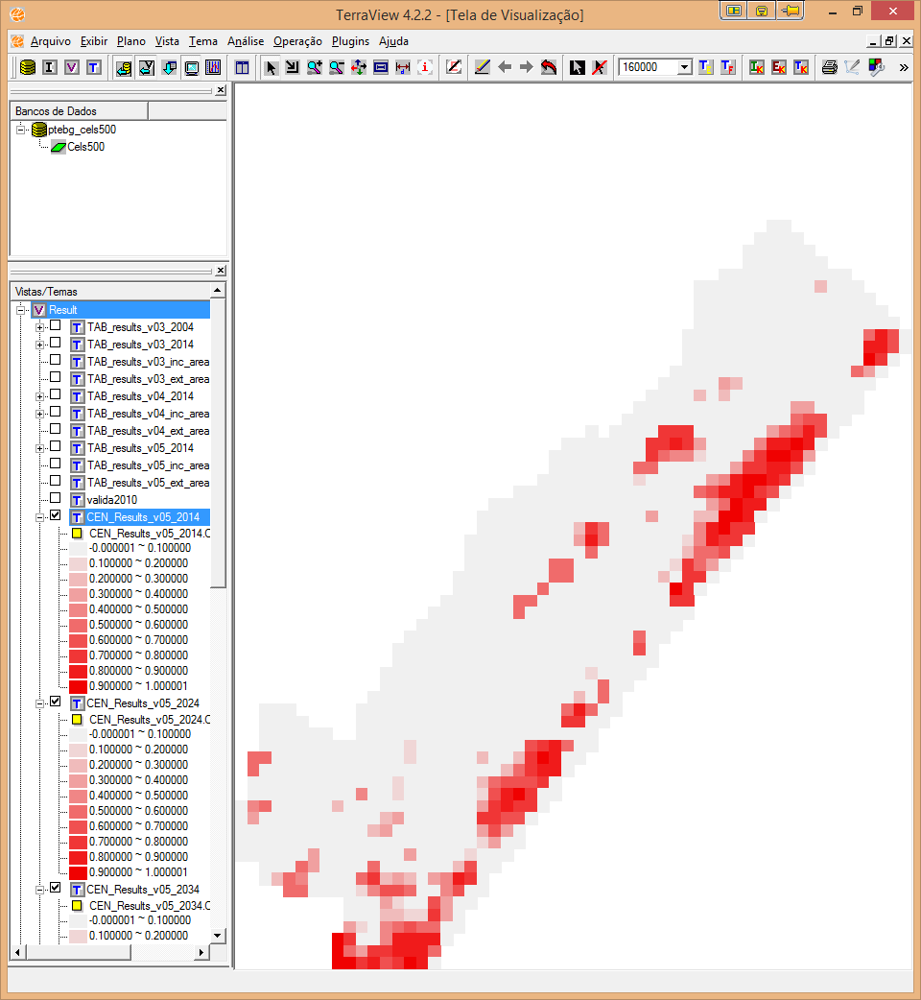 TerraView 4.2.2 - [Tela de Visualização]
Arquivo Exibir Plano Vista Tema Análise Operação Plugins Ajuda
160000
Bancos de Dados
ptebg_cels500
Cels500
Vistas/Temas
Result
TAB_results_v03_2004
TAB_results_v03_2014
TAB_results_v03_inc_area
TAB_results_v03_ext_area
TAB_results_v04_2014
TAB_results_v04_inc_area
TAB_results_v04_ext_area
TAB_results_v05_2014
TAB_results_v05_inc_area
TAB_results_v05_ext_area
valida2010
CEN_Results_v05_2014
CEN_Results_v05_2014.C
-0.000001 ~ 0.100000
0.100000 ~ 0.200000
0.200000 ~ 0.300000
0.300000 ~ 0.400000
0.400000 ~ 0.500000
0.500000 ~ 0.600000
0.600000 ~ 0.700000
0.700000 ~ 0.800000
0.800000 ~ 0.900000
0.900000 ~ 1.000001
CEN_Results_v05_2024
CEN_Results_v05_2024.C
-0.000001 ~ 0.100000
0.100000 ~ 0.200000
0.200000 ~ 0.300000
0.300000 ~ 0.400000
0.400000 ~ 0.500000
0.500000 ~ 0.600000
0.600000 ~ 0.700000
0.700000 ~ 0.800000
0.800000 ~ 0.900000
0.900000 ~ 1.000001
CEN_Results_v05_2034
CEN_Results_v05_2034.C
-0.000001 ~ 0.100000
0.100000 ~ 0.200000